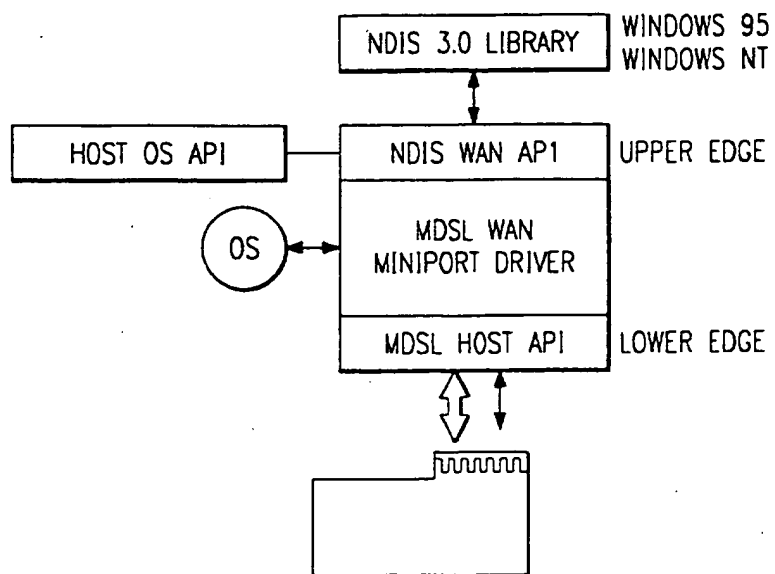 NDIS 3.0 LIBRARY
WINDOWS 95
WINDOWS NT
HOST OS API
NDIS WAN AP1
UPPER EDGE
OS
MDSL WAN
MINIPORT DRIVER
MDSL HOST API
LOWER EDGE